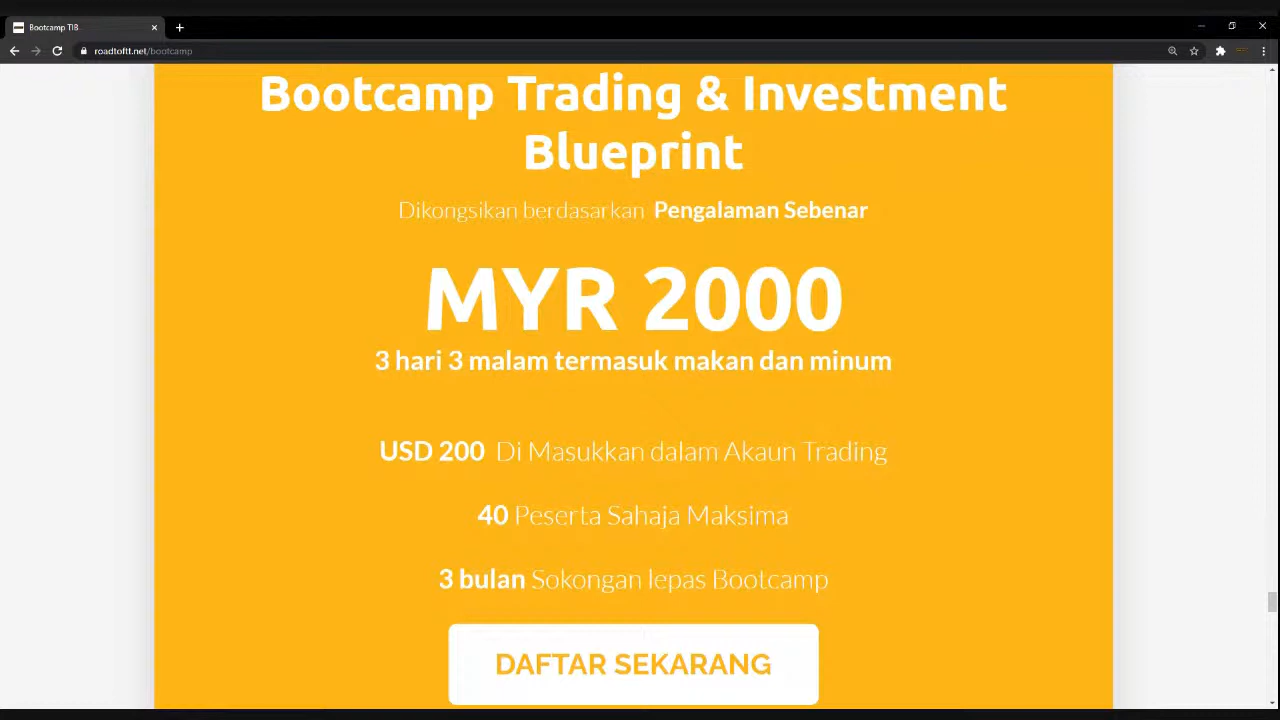 Bootcamp TIB
roadtoftt.net/bootcamp
Bootcamp Trading & Investment
Blueprint
Dikongsikan berdasarkan Pengalaman Sebenar
MYR 2000
3 hari 3 malam termasuk makan dan minum
USD 200 Di Masukkan dalam Akaun Trading
40 Peserta Sahaja Maksima
3 bulan Sokongan lepas Bootcamp
DAFTAR SEKARANG